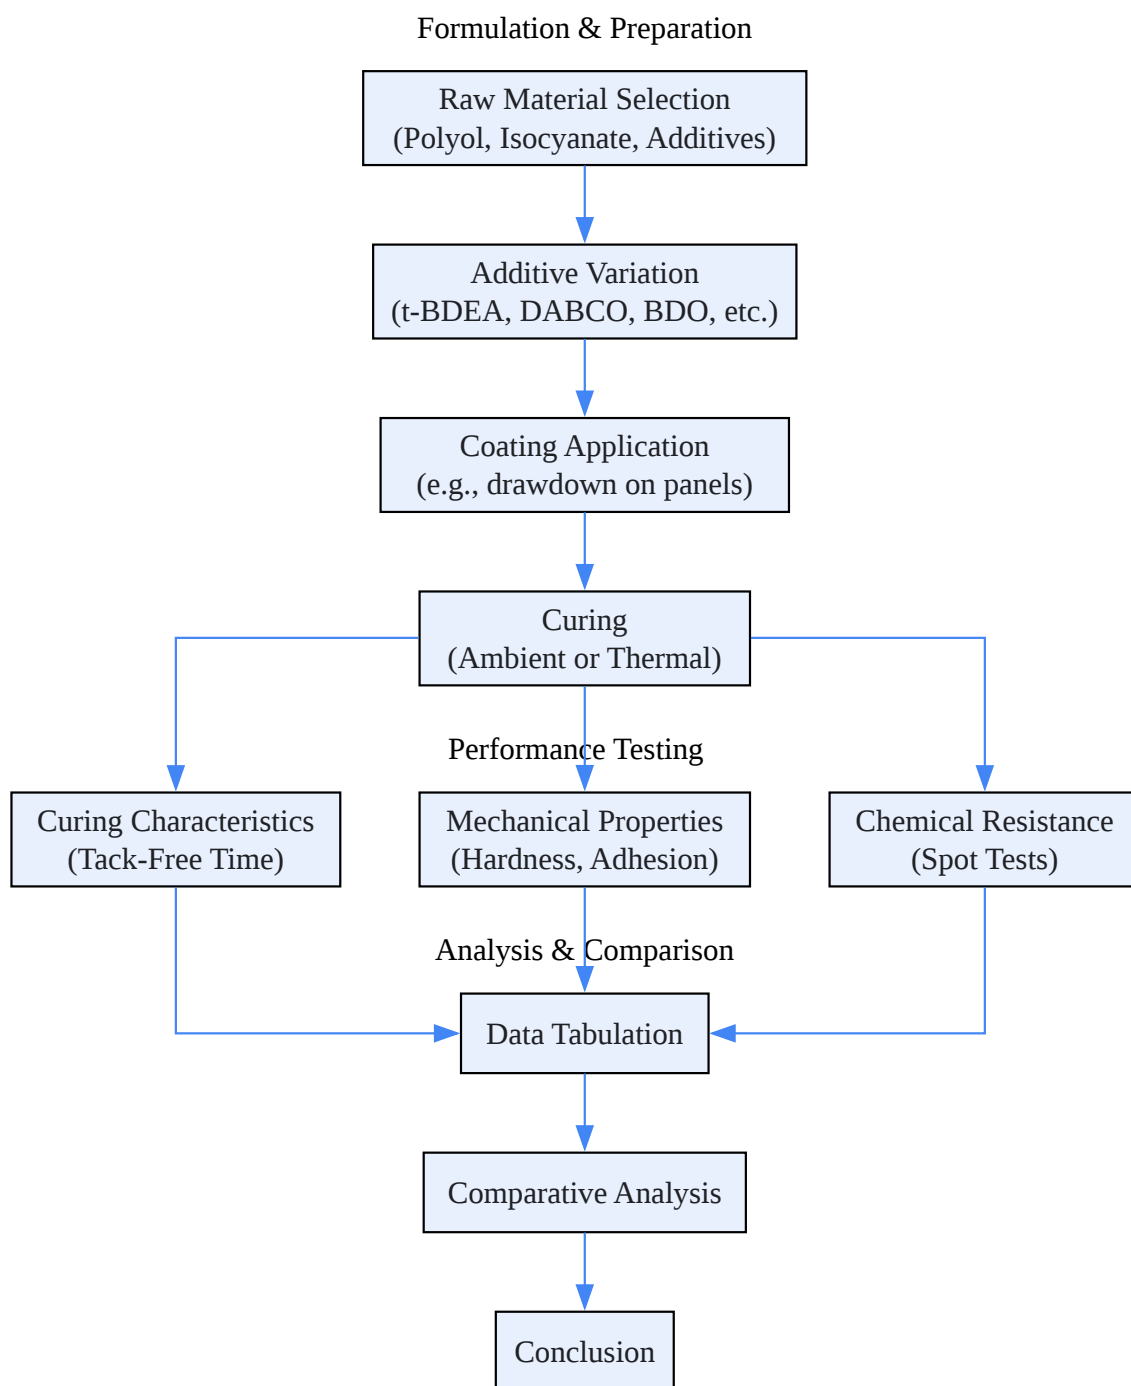 Formulation & Preparation
Raw Material Selection
(Polyol, Isocyanate, Additives)
Additive Variation
(t-BDEA, DABCO, BDO, etc.)
Coating Application
(e.g., drawdown on panels)
Curing
(Ambient or Thermal)
Performance Testing
Curing Characteristics
(Tack-Free Time)
Mechanical Properties
(Hardness, Adhesion)
Chemical Resistance
(Spot Tests)
Analysis & Comparison
Data Tabulation
Comparative Analysis
Conclusion